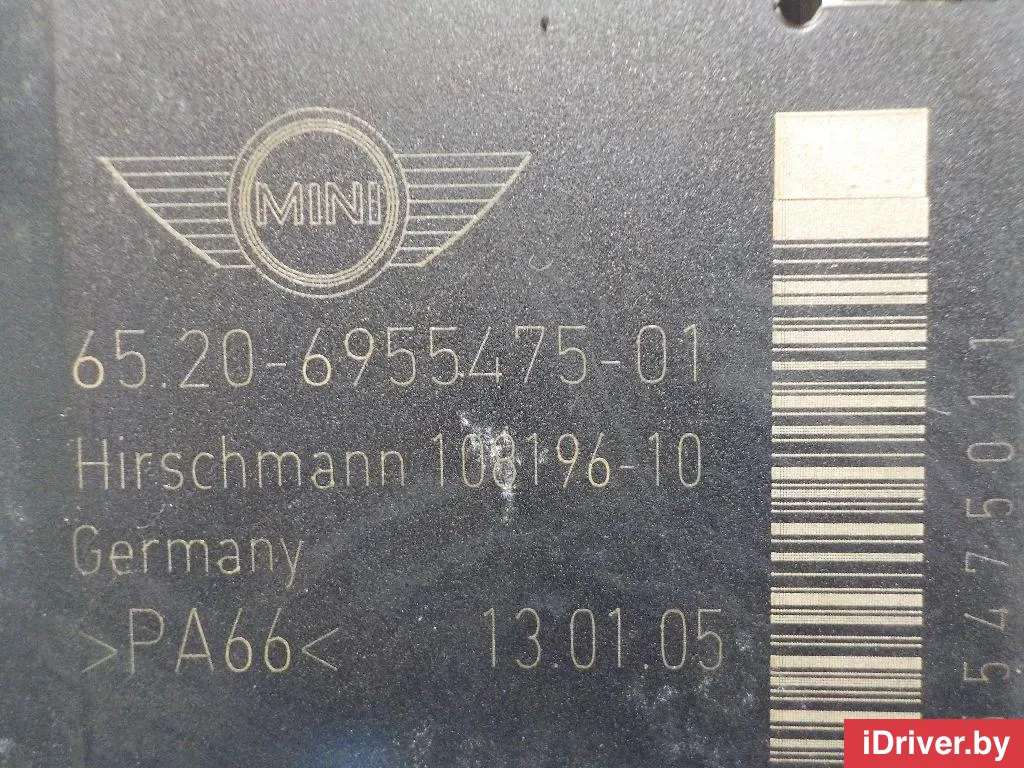 MINI
65.20-6955475-01
Hirschmann 108196-10
Germany
>PA66<
13.01.05
5475011
iDriver.by